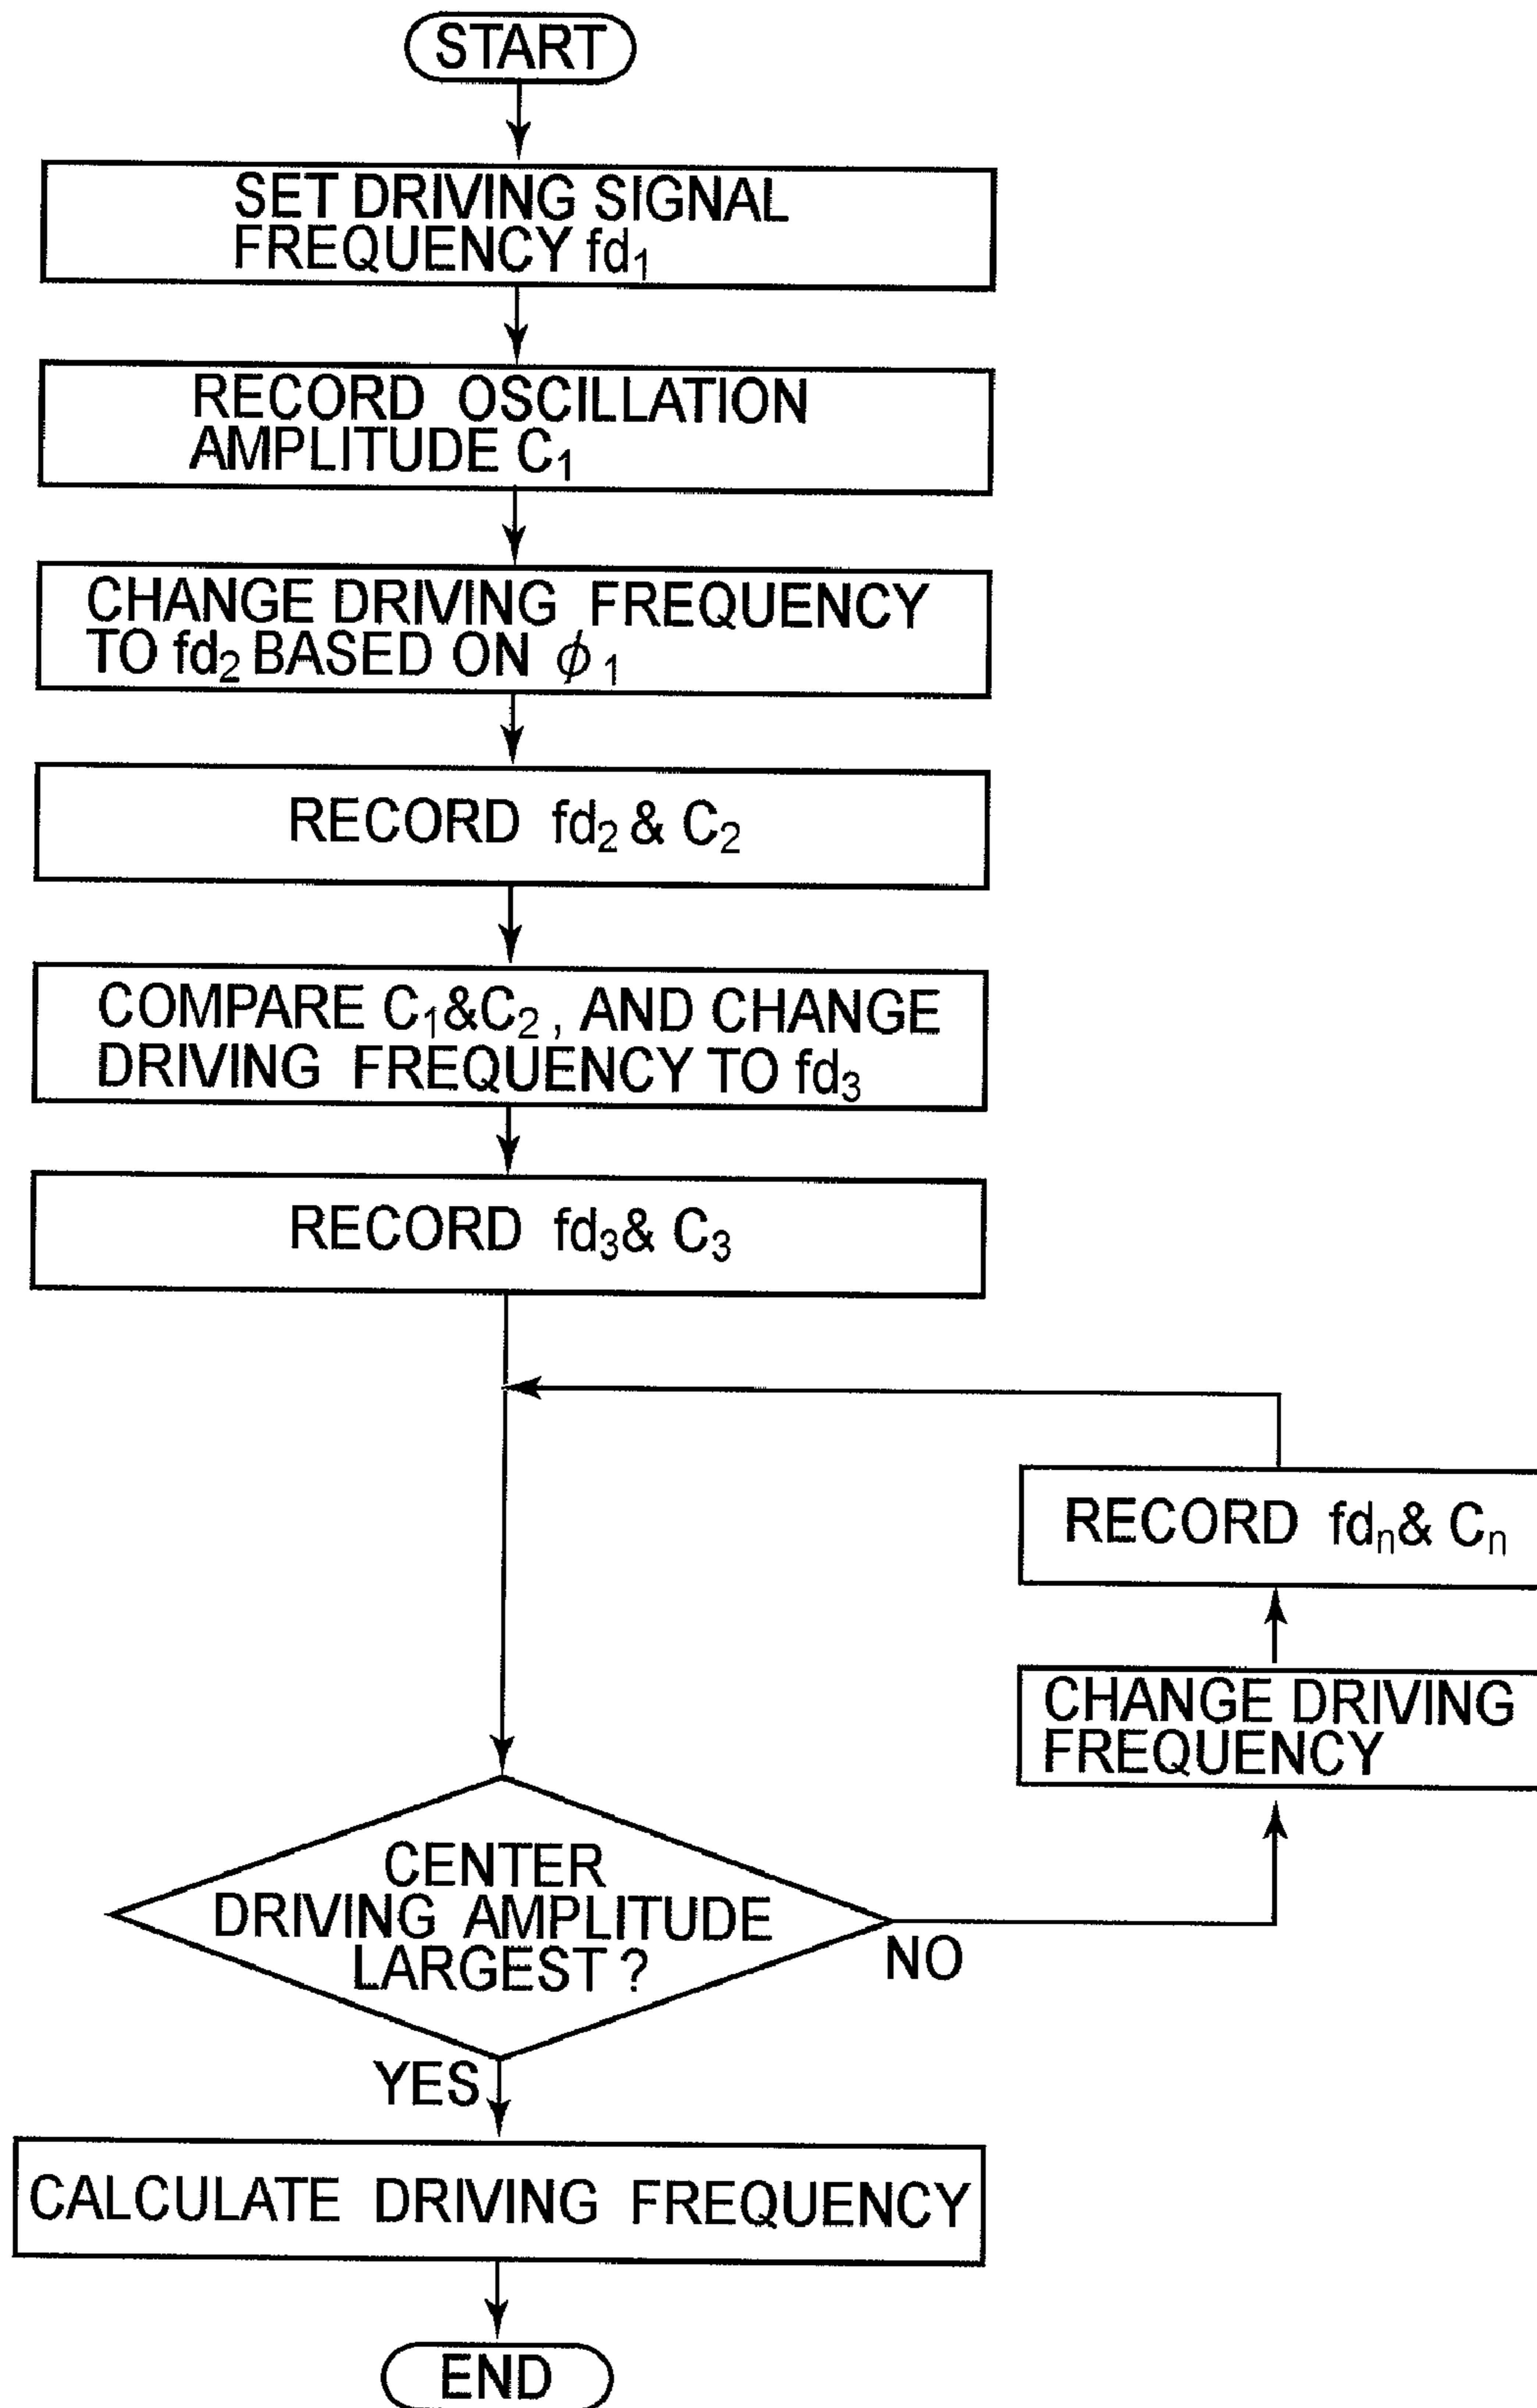 START
SET DRIVING SIGNAL
FREQUENCY fd₁
RECORD OSCILLATION
AMPLITUDE C₁
CHANGE DRIVING FREQUENCY
TO fd₂ BASED ON ϕ₁
RECORD fd₂ & C₂
COMPARE C₁&C₂, AND CHANGE
DRIVING FREQUENCY TO fd₃
RECORD fd₃& C₃
RECORD fdₙ& Cₙ
CHANGE DRIVING
FREQUENCY
CENTER
DRIVING AMPLITUDE
LARGEST ?
NO
YES
CALCULATE DRIVING FREQUENCY
END